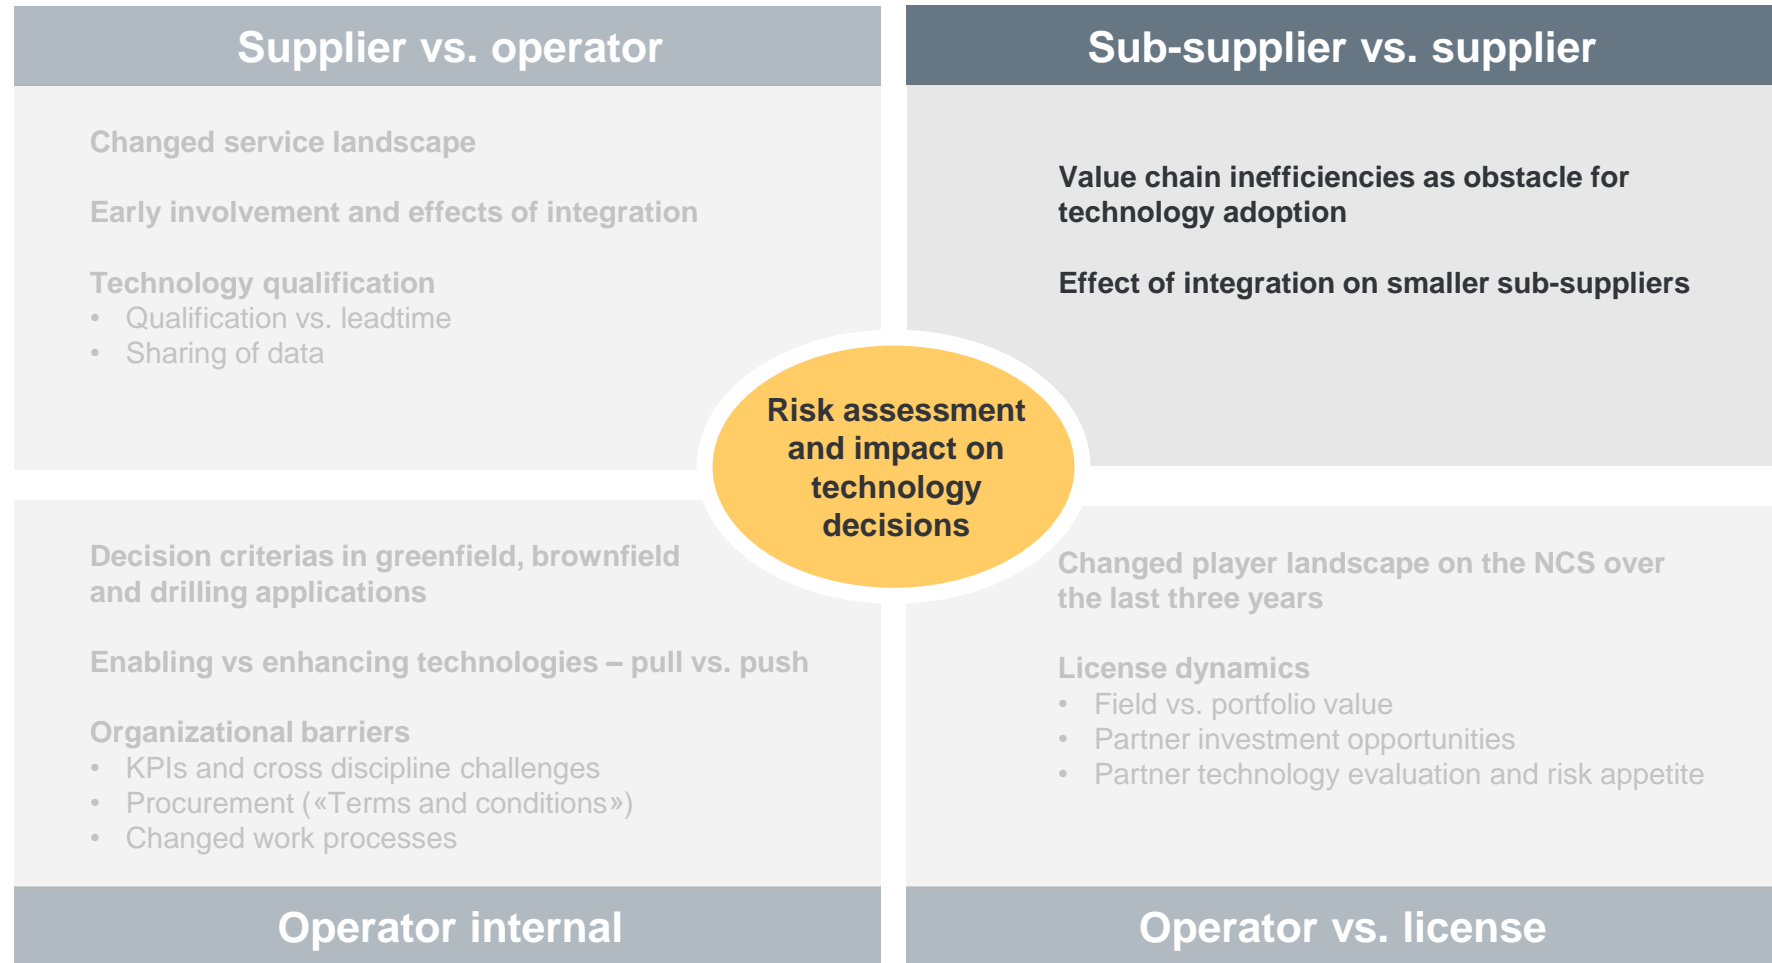 Supplier vs. operator
Changed service landscape
Early involvement and effects of integration
Technology qualification
• Qualification vs. leadtime
• Sharing of data
Sub-supplier vs. supplier
Value chain inefficiencies as obstacle for
technology adoption
Effect of integration on smaller sub-suppliers
Risk assessment
and impact on
technology
decisions
Decision criterias in greenfield, brownfield
and drilling applications
Enabling vs enhancing technologies – pull vs. push
Organizational barriers
• KPIs and cross discipline challenges
• Procurement («Terms and conditions»)
• Changed work processes
Operator internal
Changed player landscape on the NCS over
the last three years
License dynamics
• Field vs. portfolio value
• Partner investment opportunities
• Partner technology evaluation and risk appetite
Operator vs. license